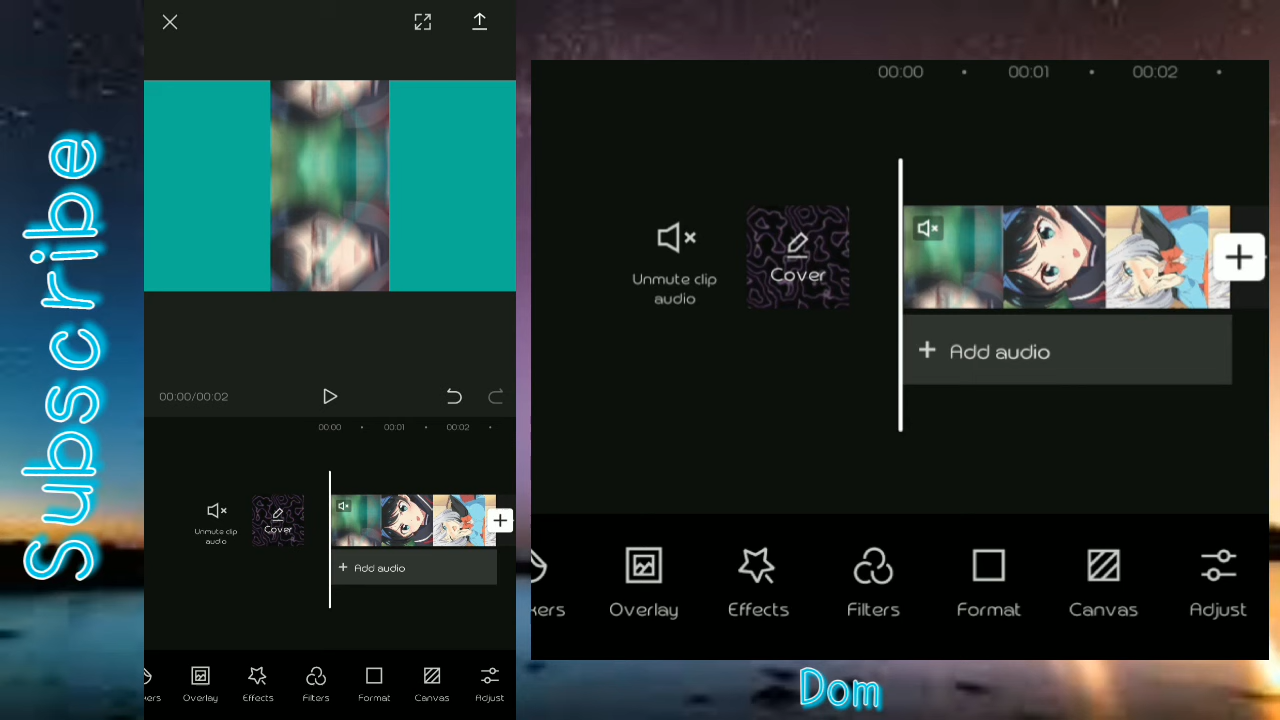 Subscribe
00:00/00:02
00:00
00:01
00:02
Unmute clip
audio
Cover
+ Add audio
kers
Overlay
Effects
Filters
Format
Canvas
Adjust
00:00
00:01
00:02
Unmute clip
audio
Cover
+ Add audio
kers
Overlay
Effects
Filters
Format
Canvas
Adjust
Dom